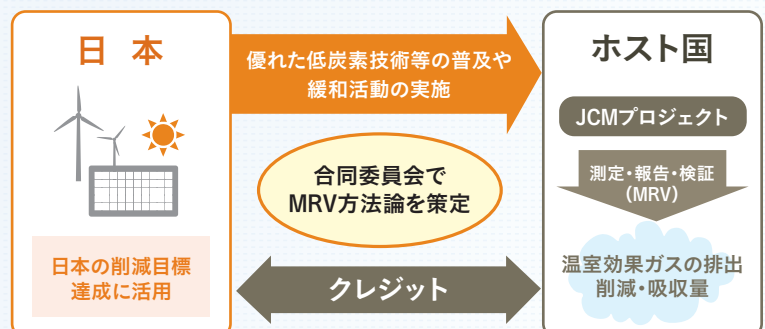 日本
優れた低炭素技術等の普及や
緩和活動の実施
ホスト国
JCMプロジェクト
合同委員会で
MRV方法論を策定
測定・報告・検証
（MRV）
日本の削減目標
達成に活用
クレジット
温室効果ガスの排出
削減・吸収量